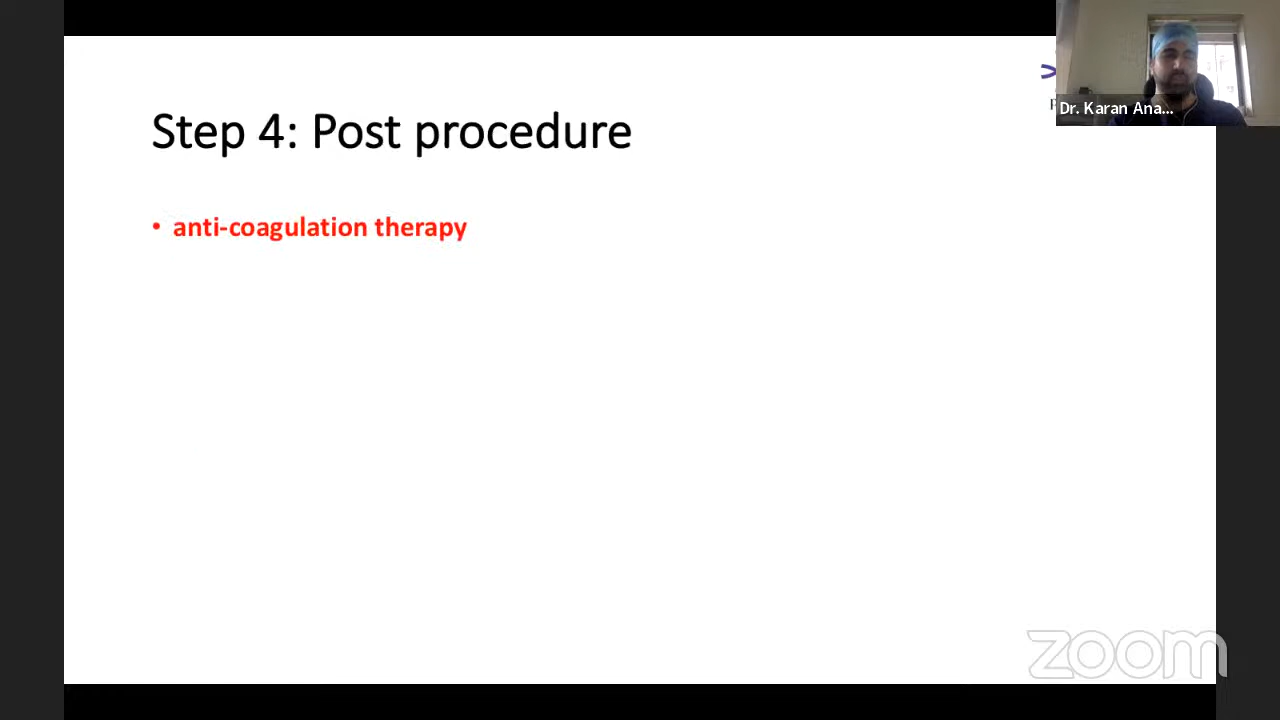 Step 4: Post procedure
• anti-coagulation therapy
Dr. Karan Ana...
zoom